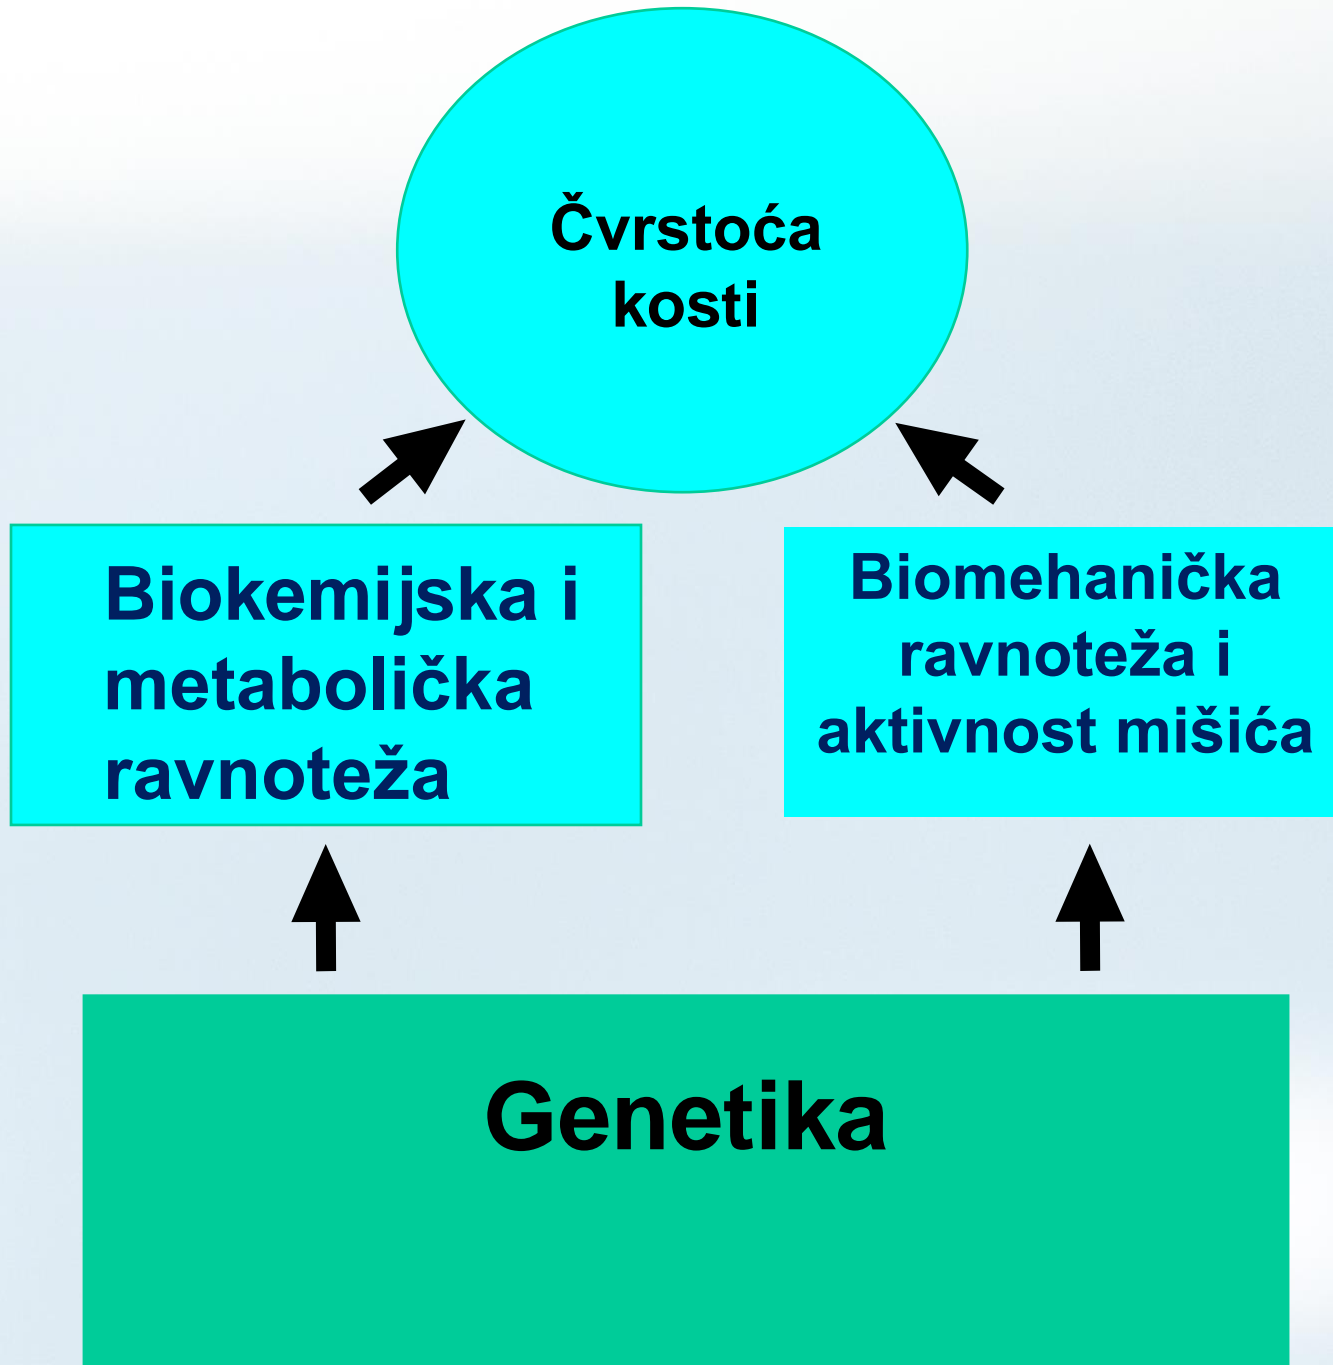 Čvrstoća
kosti
Biokemijska i
metabolička
ravnoteža
Biomehanička
ravnoteža i
aktivnost mišića
Genetika